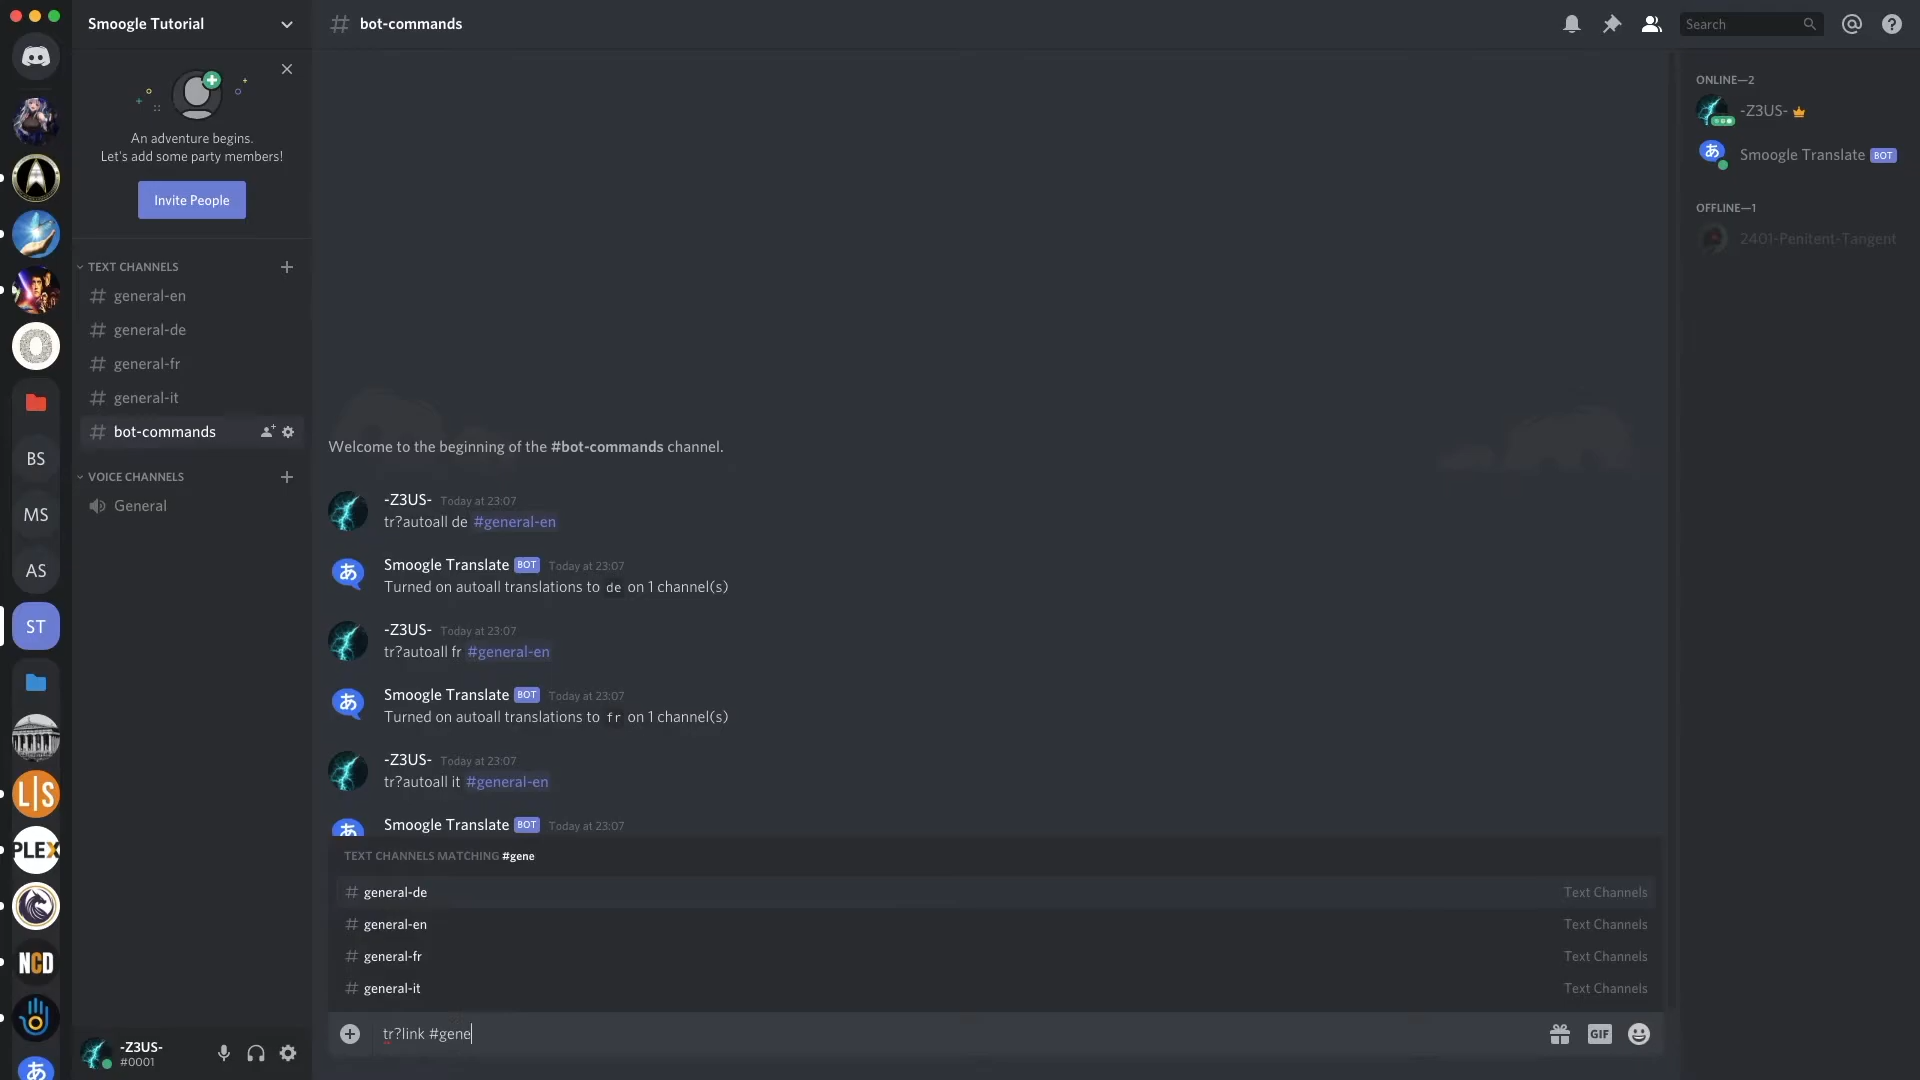 Smoogle Tutorial
# bot-commands
Search
An adventure begins.
Let's add some party members!
Invite People
TEXT CHANNELS
# general-en
# general-de
# general-fr
# general-it
# bot-commands
VOICE CHANNELS
General
BS
MS
AS
ST
L|S
PLEX
NCD
あ
-Z3US-
#0001
Welcome to the beginning of the #bot-commands channel.
-Z3US- Today at 23:07
tr?autoall de #general-en
あ
Smoogle Translate BOT Today at 23:07
Turned on autoall translations to de on 1 channel(s)
-Z3US- Today at 23:07
tr?autoall fr #general-en
あ
Smoogle Translate BOT Today at 23:07
Turned on autoall translations to fr on 1 channel(s)
-Z3US- Today at 23:07
tr?autoall it #general-en
あ
Smoogle Translate BOT Today at 23:07
TEXT CHANNELS MATCHING #gene
# general-de Text Channels
# general-en Text Channels
# general-fr Text Channels
# general-it Text Channels
tr?link #gene
GIF
ONLINE—2
-Z3US-
あ
Smoogle Translate BOT
OFFLINE—1
2401-Penitent-Tangent